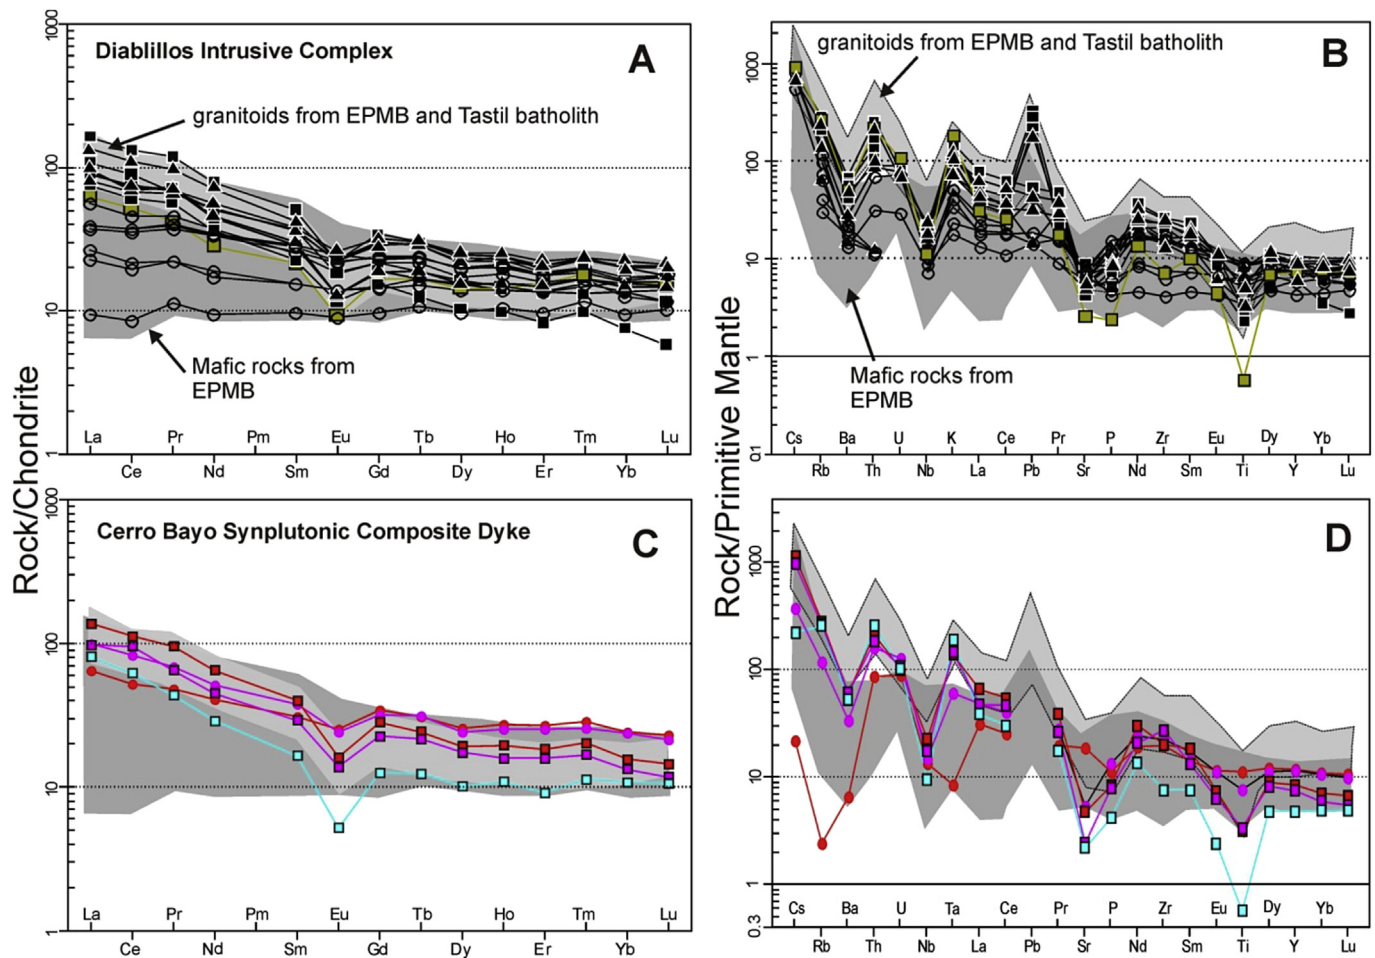 Diablillos Intrusive Complex
A
granitoids from EPMB and Tastil batholith
Mafic rocks from
EPMB
1000
100
10
1
La Pr Pm Eu Tb Ho Tm Lu
Ce Nd Sm Gd Dy Er Yb
granitoids from EPMB and Tastil batholith
B
Mafic rocks from
EPMB
1000
100
10
1
0.1
Cs Ba U K Ce Pr P Zr Eu Dy Yb
Rb Th Nb La Pb Sr Nd Sm Ti Y Lu
Rock/Chondrite
Rock/Primitive Mantle
Cerro Bayo Synplutonic Composite Dyke
C
1000
100
10
1
La Pr Pm Eu Tb Ho Tm Lu
Ce Nd Sm Gd Dy Er Yb
D
1000
100
10
1
0.3
Cs Ba U Ta Ce Pr P Zr Eu Dy Yb
Rb Th Nb La Pb Sr Nd Sm Ti Y Lu